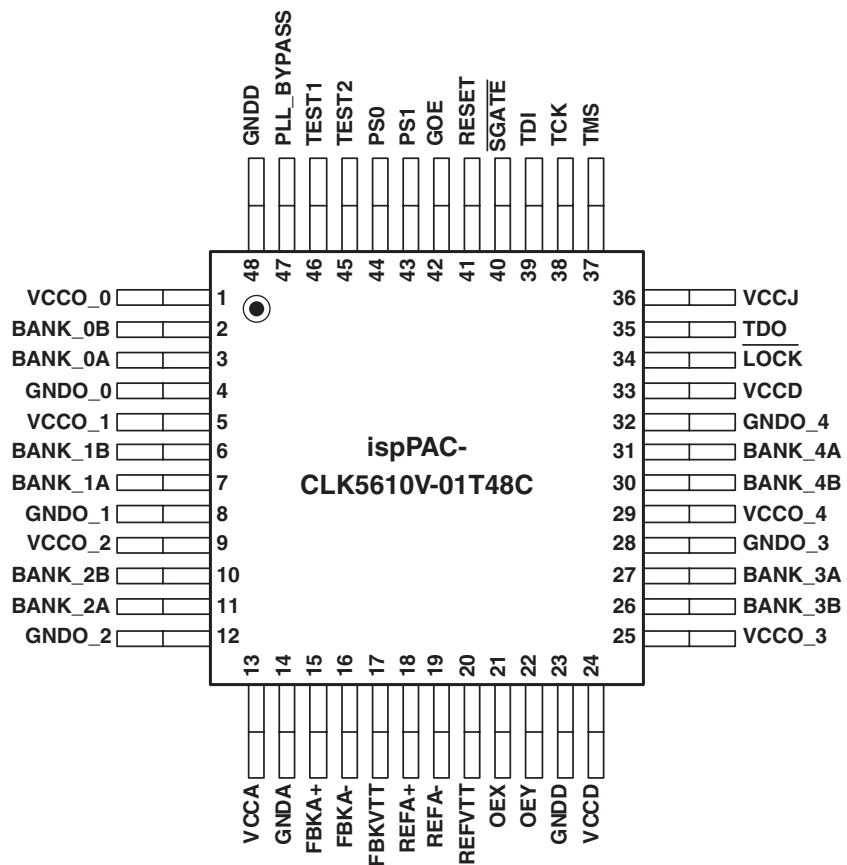 GNDD
PLL_BYPASS
TEST1
TEST2
PS0
PS1
GOE
RESET
SGATE
TDI
TCK
TMS
48
47
46
45
44
43
42
41
40
39
38
37
VCCO_0 1
BANK_0B 2
BANK_0A 3
GNDO_0 4
VCCO_1 5
BANK_1B 6
BANK_1A 7
GNDO_1 8
VCCO_2 9
BANK_2B 10
BANK_2A 11
GNDO_2 12
ispPAC-
CLK5610V-01T48C
36 VCCJ
35 TDO
34 LOCK
33 VCCD
32 GNDO_4
31 BANK_4A
30 BANK_4B
29 VCCO_4
28 GNDO_3
27 BANK_3A
26 BANK_3B
25 VCCO_3
13
14
15
16
17
18
19
20
21
22
23
24
VCCA
GNDA
FBKA+
FBKA-
FBKVTT
REFA+
REFA-
REFVTT
OEX
OEY
GNDD
VCCD